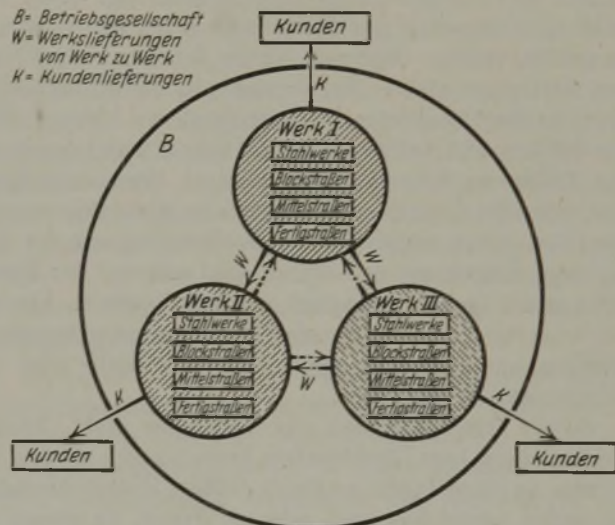 B = Betriebsgesellschaft
W = Werkslieferungen
von Werk zu Werk
K = Kundenlieferungen
Kunden
K
B
Werk I
Stahlwerke
Blockstraßen
Mittelstraßen
Fertigstraßen
W
W
Werk II
Stahlwerke
Blockstraßen
Mittelstraßen
Fertigstraßen
Werk III
Stahlwerke
Blockstraßen
Mittelstraßen
Fertigstraßen
W
K
K
Kunden
Kunden